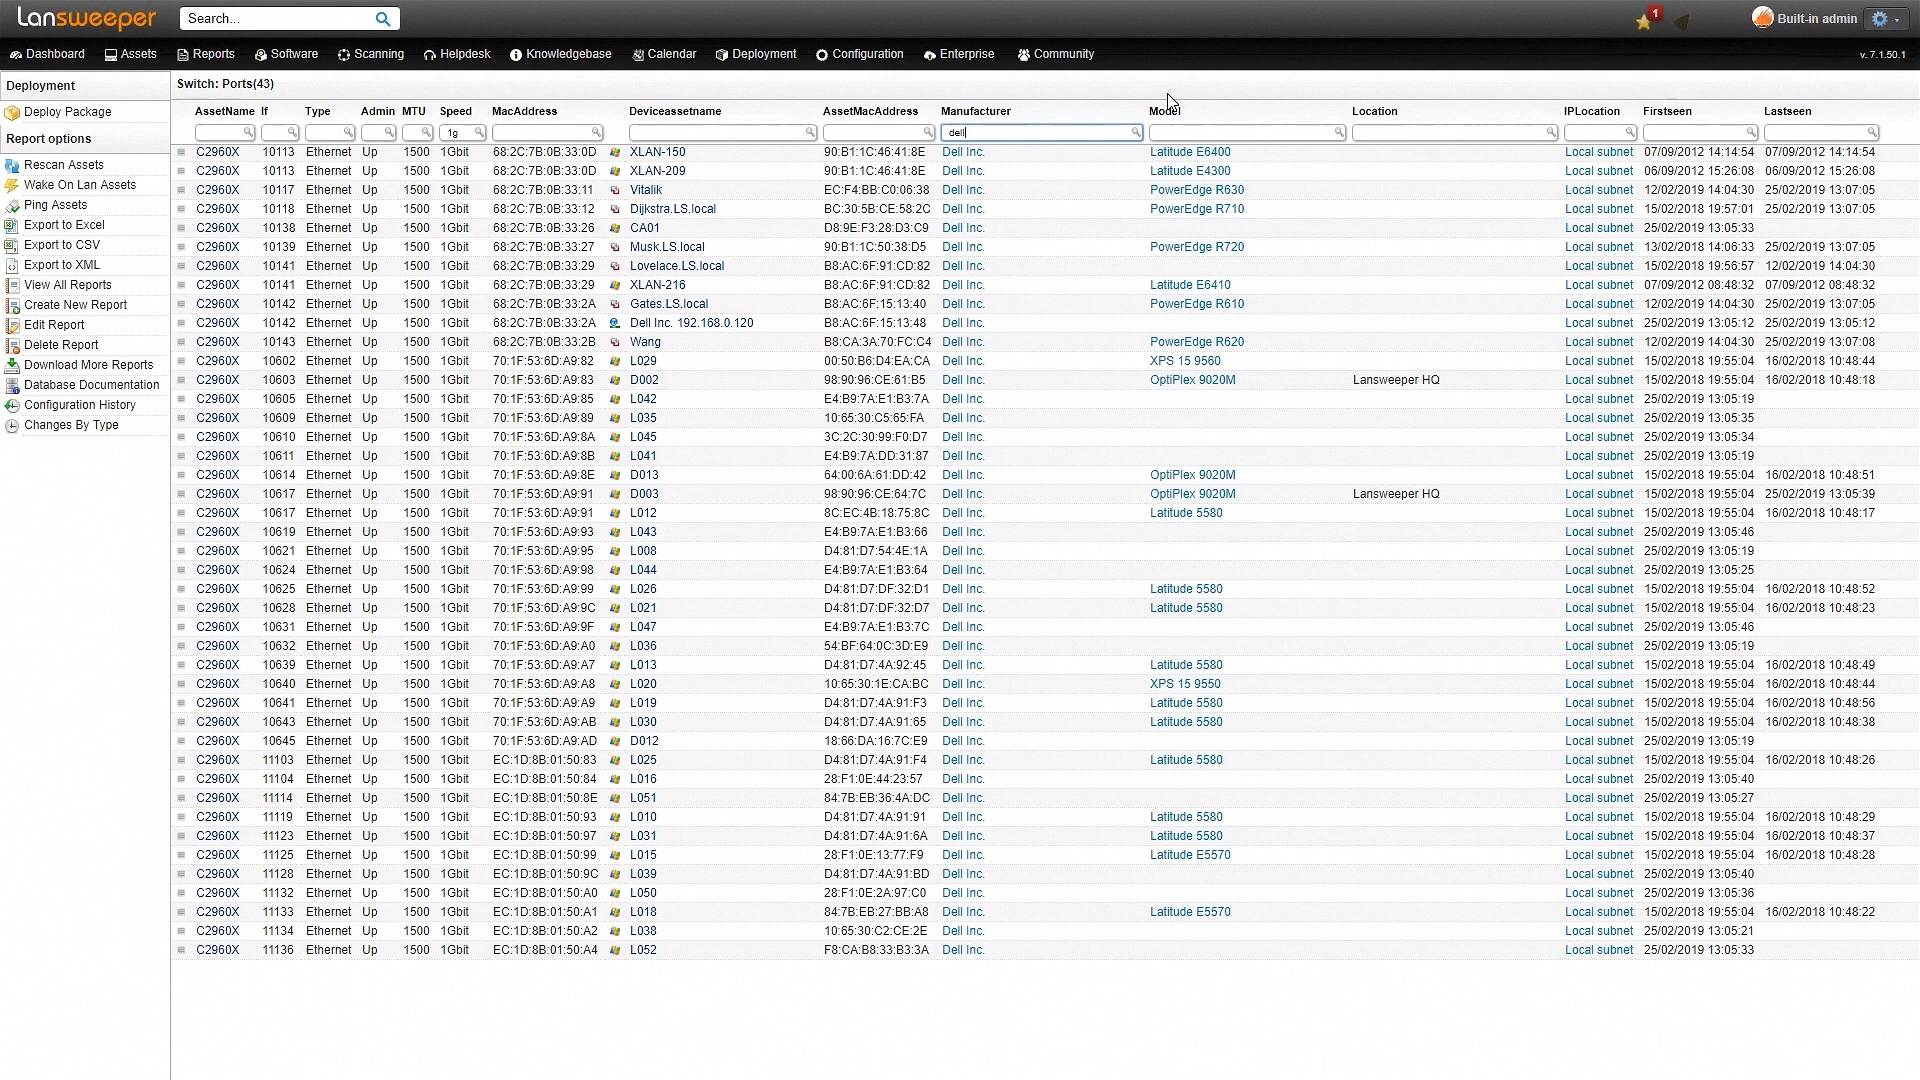 Lansweeper Search... 1 Built-in admin
Dashboard Assets Reports Software Scanning Helpdesk Knowledgebase Calendar Deployment Configuration Enterprise Community v. 7.1.50.1
Deployment
Deploy Package
Report options
Rescan Assets
Wake On Lan Assets
Ping Assets
Export to Excel
Export to CSV
Export to XML
View All Reports
Create New Report
Edit Report
Delete Report
Download More Reports
Database Documentation
Configuration History
Changes By Type
Switch: Ports(43)
AssetName If Type Admin MTU Speed MacAddress Deviceassetname AssetMacAddress Manufacturer Model Location IPLocation Firstseen Lastseen
1g dell
C2960X 10113 Ethernet Up 1500 1Gbit 68:2C:7B:0B:33:0D XLAN-150 90:B1:1C:46:41:8E Dell Inc. Latitude E6400 Local subnet 07/09/2012 14:14:54 07/09/2012 14:14:54
C2960X 10113 Ethernet Up 1500 1Gbit 68:2C:7B:0B:33:0D XLAN-209 90:B1:1C:46:41:8E Dell Inc. Latitude E4300 Local subnet 06/09/2012 15:26:08 06/09/2012 15:26:08
C2960X 10117 Ethernet Up 1500 1Gbit 68:2C:7B:0B:33:11 Vitalik EC:F4:BB:C0:06:38 Dell Inc. PowerEdge R630 Local subnet 12/02/2019 14:04:30 25/02/2019 13:07:05
C2960X 10118 Ethernet Up 1500 1Gbit 68:2C:7B:0B:33:12 Dijkstra.LS.local BC:30:5B:CE:58:2C Dell Inc. PowerEdge R710 Local subnet 15/02/2018 19:57:01 25/02/2019 13:07:05
C2960X 10138 Ethernet Up 1500 1Gbit 68:2C:7B:0B:33:26 CA01 D8:9E:F3:28:D3:C9 Dell Inc. Local subnet 25/02/2019 13:05:33
C2960X 10139 Ethernet Up 1500 1Gbit 68:2C:7B:0B:33:27 Musk.LS.local 90:B1:1C:50:38:D5 Dell Inc. PowerEdge R720 Local subnet 13/02/2018 14:06:33 25/02/2019 13:07:05
C2960X 10141 Ethernet Up 1500 1Gbit 68:2C:7B:0B:33:29 Lovelace.LS.local B8:AC:6F:91:CD:82 Dell Inc. Local subnet 15/02/2018 19:56:57 12/02/2019 14:04:30
C2960X 10141 Ethernet Up 1500 1Gbit 68:2C:7B:0B:33:29 XLAN-216 B8:AC:6F:91:CD:82 Dell Inc. Latitude E6410 Local subnet 07/09/2012 08:48:32 07/09/2012 08:48:32
C2960X 10142 Ethernet Up 1500 1Gbit 68:2C:7B:0B:33:2A Gates.LS.local B8:AC:6F:15:13:40 Dell Inc. PowerEdge R610 Local subnet 12/02/2019 14:04:30 25/02/2019 13:07:05
C2960X 10142 Ethernet Up 1500 1Gbit 68:2C:7B:0B:33:2A Dell Inc. 192.168.0.120 B8:AC:6F:15:13:48 Dell Inc. Local subnet 25/02/2019 13:05:12 25/02/2019 13:05:12
C2960X 10143 Ethernet Up 1500 1Gbit 68:2C:7B:0B:33:2B Wang B8:CA:3A:70:FC:C4 Dell Inc. PowerEdge R620 Local subnet 12/02/2019 14:04:30 25/02/2019 13:07:08
C2960X 10602 Ethernet Up 1500 1Gbit 70:1F:53:6D:A9:82 L029 00:50:B6:D4:EA:CA Dell Inc. XPS 15 9560 Local subnet 15/02/2018 19:55:04 16/02/2018 10:48:44
C2960X 10603 Ethernet Up 1500 1Gbit 70:1F:53:6D:A9:83 D002 98:90:96:CE:61:B5 Dell Inc. OptiPlex 9020M Lansweeper HQ Local subnet 15/02/2018 19:55:04 16/02/2018 10:48:18
C2960X 10605 Ethernet Up 1500 1Gbit 70:1F:53:6D:A9:85 L042 E4:B9:7A:E1:B3:7A Dell Inc. Local subnet 25/02/2019 13:05:19
C2960X 10609 Ethernet Up 1500 1Gbit 70:1F:53:6D:A9:89 L035 10:65:30:C5:65:FA Dell Inc. Local subnet 25/02/2019 13:05:35
C2960X 10610 Ethernet Up 1500 1Gbit 70:1F:53:6D:A9:8A L045 3C:2C:30:99:F0:D7 Dell Inc. Local subnet 25/02/2019 13:05:34
C2960X 10611 Ethernet Up 1500 1Gbit 70:1F:53:6D:A9:8B L041 E4:B9:7A:DD:31:87 Dell Inc. Local subnet 25/02/2019 13:05:19
C2960X 10614 Ethernet Up 1500 1Gbit 70:1F:53:6D:A9:8E D013 64:00:6A:61:DD:42 Dell Inc. OptiPlex 9020M Local subnet 15/02/2018 19:55:04 16/02/2018 10:48:51
C2960X 10617 Ethernet Up 1500 1Gbit 70:1F:53:6D:A9:91 D003 98:90:96:CE:64:7C Dell Inc. OptiPlex 9020M Lansweeper HQ Local subnet 15/02/2018 19:55:04 25/02/2019 13:05:39
C2960X 10617 Ethernet Up 1500 1Gbit 70:1F:53:6D:A9:91 L012 8C:EC:4B:18:75:8C Dell Inc. Latitude 5580 Local subnet 15/02/2018 19:55:04 16/02/2018 10:48:17
C2960X 10619 Ethernet Up 1500 1Gbit 70:1F:53:6D:A9:93 L043 E4:B9:7A:E1:B3:66 Dell Inc. Local subnet 25/02/2019 13:05:46
C2960X 10621 Ethernet Up 1500 1Gbit 70:1F:53:6D:A9:95 L008 D4:81:D7:54:4E:1A Dell Inc. Local subnet 25/02/2019 13:05:19
C2960X 10624 Ethernet Up 1500 1Gbit 70:1F:53:6D:A9:98 L044 E4:B9:7A:E1:B3:64 Dell Inc. Local subnet 25/02/2019 13:05:25
C2960X 10625 Ethernet Up 1500 1Gbit 70:1F:53:6D:A9:99 L026 D4:81:D7:DF:32:D1 Dell Inc. Latitude 5580 Local subnet 15/02/2018 19:55:04 16/02/2018 10:48:52
C2960X 10628 Ethernet Up 1500 1Gbit 70:1F:53:6D:A9:9C L021 D4:81:D7:DF:32:D7 Dell Inc. Latitude 5580 Local subnet 15/02/2018 19:55:04 16/02/2018 10:48:23
C2960X 10631 Ethernet Up 1500 1Gbit 70:1F:53:6D:A9:9F L047 E4:B9:7A:E1:B3:7C Dell Inc. Local subnet 25/02/2019 13:05:46
C2960X 10632 Ethernet Up 1500 1Gbit 70:1F:53:6D:A9:A0 L036 54:BF:64:0C:3D:E9 Dell Inc. Local subnet 25/02/2019 13:05:19
C2960X 10639 Ethernet Up 1500 1Gbit 70:1F:53:6D:A9:A7 L013 D4:81:D7:4A:92:45 Dell Inc. Latitude 5580 Local subnet 15/02/2018 19:55:04 16/02/2018 10:48:49
C2960X 10640 Ethernet Up 1500 1Gbit 70:1F:53:6D:A9:A8 L020 10:65:30:1E:CA:BC Dell Inc. XPS 15 9550 Local subnet 15/02/2018 19:55:04 16/02/2018 10:48:44
C2960X 10641 Ethernet Up 1500 1Gbit 70:1F:53:6D:A9:A9 L019 D4:81:D7:4A:91:F3 Dell Inc. Latitude 5580 Local subnet 15/02/2018 19:55:04 16/02/2018 10:48:56
C2960X 10643 Ethernet Up 1500 1Gbit 70:1F:53:6D:A9:AB L030 D4:81:D7:4A:91:65 Dell Inc. Latitude 5580 Local subnet 15/02/2018 19:55:04 16/02/2018 10:48:38
C2960X 10645 Ethernet Up 1500 1Gbit 70:1F:53:6D:A9:AD D012 18:66:DA:16:7C:E9 Dell Inc. Local subnet 25/02/2019 13:05:19
C2960X 11103 Ethernet Up 1500 1Gbit EC:1D:8B:01:50:83 L025 D4:81:D7:4A:91:F4 Dell Inc. Latitude 5580 Local subnet 15/02/2018 19:55:04 16/02/2018 10:48:26
C2960X 11104 Ethernet Up 1500 1Gbit EC:1D:8B:01:50:84 L016 28:F1:0E:44:23:57 Dell Inc. Local subnet 25/02/2019 13:05:40
C2960X 11114 Ethernet Up 1500 1Gbit EC:1D:8B:01:50:8E L051 84:7B:EB:36:4A:DC Dell Inc. Local subnet 25/02/2019 13:05:27
C2960X 11119 Ethernet Up 1500 1Gbit EC:1D:8B:01:50:93 L010 D4:81:D7:4A:91:91 Dell Inc. Latitude 5580 Local subnet 15/02/2018 19:55:04 16/02/2018 10:48:29
C2960X 11123 Ethernet Up 1500 1Gbit EC:1D:8B:01:50:97 L031 D4:81:D7:4A:91:6A Dell Inc. Latitude 5580 Local subnet 15/02/2018 19:55:04 16/02/2018 10:48:37
C2960X 11125 Ethernet Up 1500 1Gbit EC:1D:8B:01:50:99 L015 28:F1:0E:13:77:F9 Dell Inc. Latitude E5570 Local subnet 15/02/2018 19:55:04 16/02/2018 10:48:28
C2960X 11128 Ethernet Up 1500 1Gbit EC:1D:8B:01:50:9C L039 D4:81:D7:4A:91:BD Dell Inc. Local subnet 25/02/2019 13:05:40
C2960X 11132 Ethernet Up 1500 1Gbit EC:1D:8B:01:50:A0 L050 28:F1:0E:2A:97:C0 Dell Inc. Local subnet 25/02/2019 13:05:36
C2960X 11133 Ethernet Up 1500 1Gbit EC:1D:8B:01:50:A1 L018 84:7B:EB:27:BB:A8 Dell Inc. Latitude E5570 Local subnet 15/02/2018 19:55:04 16/02/2018 10:48:22
C2960X 11134 Ethernet Up 1500 1Gbit EC:1D:8B:01:50:A2 L038 10:65:30:C2:CE:2E Dell Inc. Local subnet 25/02/2019 13:05:21
C2960X 11136 Ethernet Up 1500 1Gbit EC:1D:8B:01:50:A4 L052 F8:CA:B8:33:B3:3A Dell Inc. Local subnet 25/02/2019 13:05:33